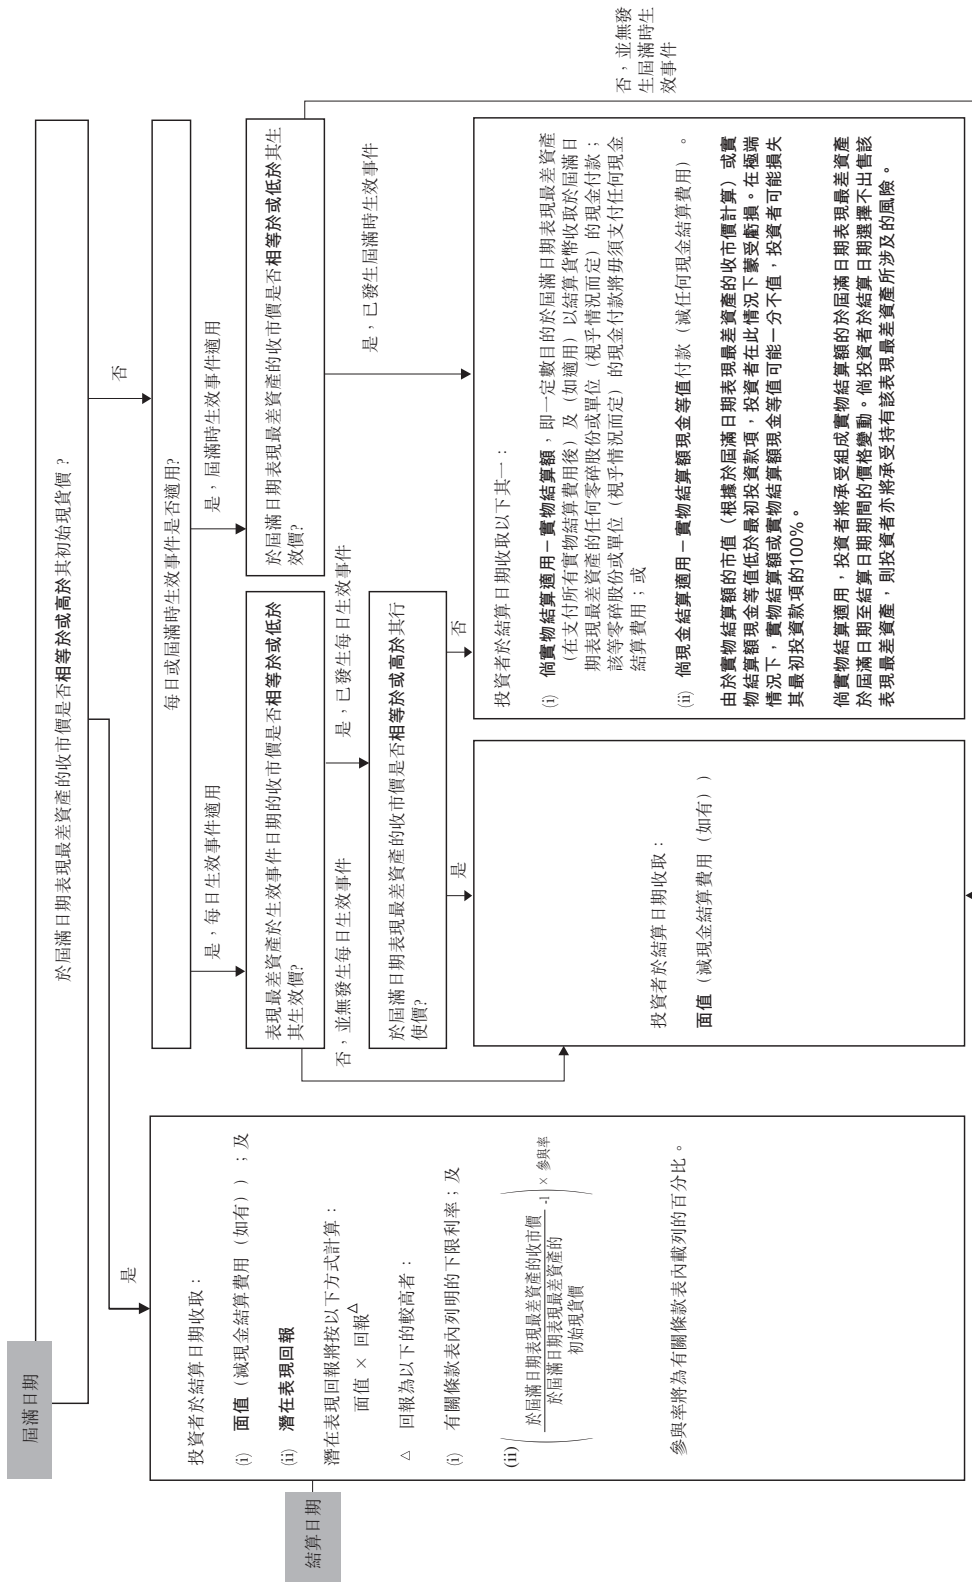 屆滿日期
於屆滿日期表現最差資產的收市價是否相等於或高於其初始現貨價？
是
否
每日或屆滿時生效事件是否適用?
是，每日生效事件適用
是，屆滿時生效事件適用
表現最差資產於生效事件日期的收市價是否相等於或低於
其生效價?
於屆滿日期表現最差資產的收市價是否相等於或低於其生
效價?
否，並無發生每日生效事件
是，已發生每日生效事件
是，已發生屆滿時生效事件
否，並無發
生屆滿時生
效事件
於屆滿日期表現最差資產的收市價是否相等於或高於其行
使價?
是
否
結算日期
投資者於結算日期收取：
(i) 面值（減現金結算費用（如有））；及
(ii) 潛在表現回報
潛在表現回報將按以下方式計算：
面值 × 回報△
△ 回報為以下的較高者：
(i) 有關條款表內列明的下限利率；及
(ii) (於屆滿日期表現最差資產的收市價
於屆滿日期表現最差資產的
初始現貨價
-1) × 參與率
參與率將為有關條款表內載列的百分比。
投資者於結算日期收取：
面值（減現金結算費用（如有））
投資者於結算日期收取以下其一：
(i) 倘實物結算適用－實物結算額，即一定數目的於屆滿日期表現最差資產
（在支付所有實物結算費用後）及（如適用）以結算貨幣收取於屆滿日
期表現最差資產的任何零碎股份或單位（視乎情況而定）的現金付款；
該等零碎股份或單位（視乎情況而定）的現金付款將毋須支付任何現金
結算費用；或
(ii) 倘現金結算適用－實物結算額現金等值付款（減任何現金結算費用）。
由於實物結算額的市值（根據於屆滿日期表現最差資產的收市價計算）或實
物結算額現金等值低於最初投資款項，投資者在此情況下蒙受虧損。在極端
情況下，實物結算額或實物結算額現金等值可能一分不值，投資者可能損失
其最初投資款項的100%。
倘實物結算適用，投資者將承受組成實物結算額的於屆滿日期表現最差資產
於屆滿日期至結算日期期間的價格變動。倘投資者於結算日期選擇不出售該
表現最差資產，則投資者亦將承受持有該表現最差資產所涉及的風險。